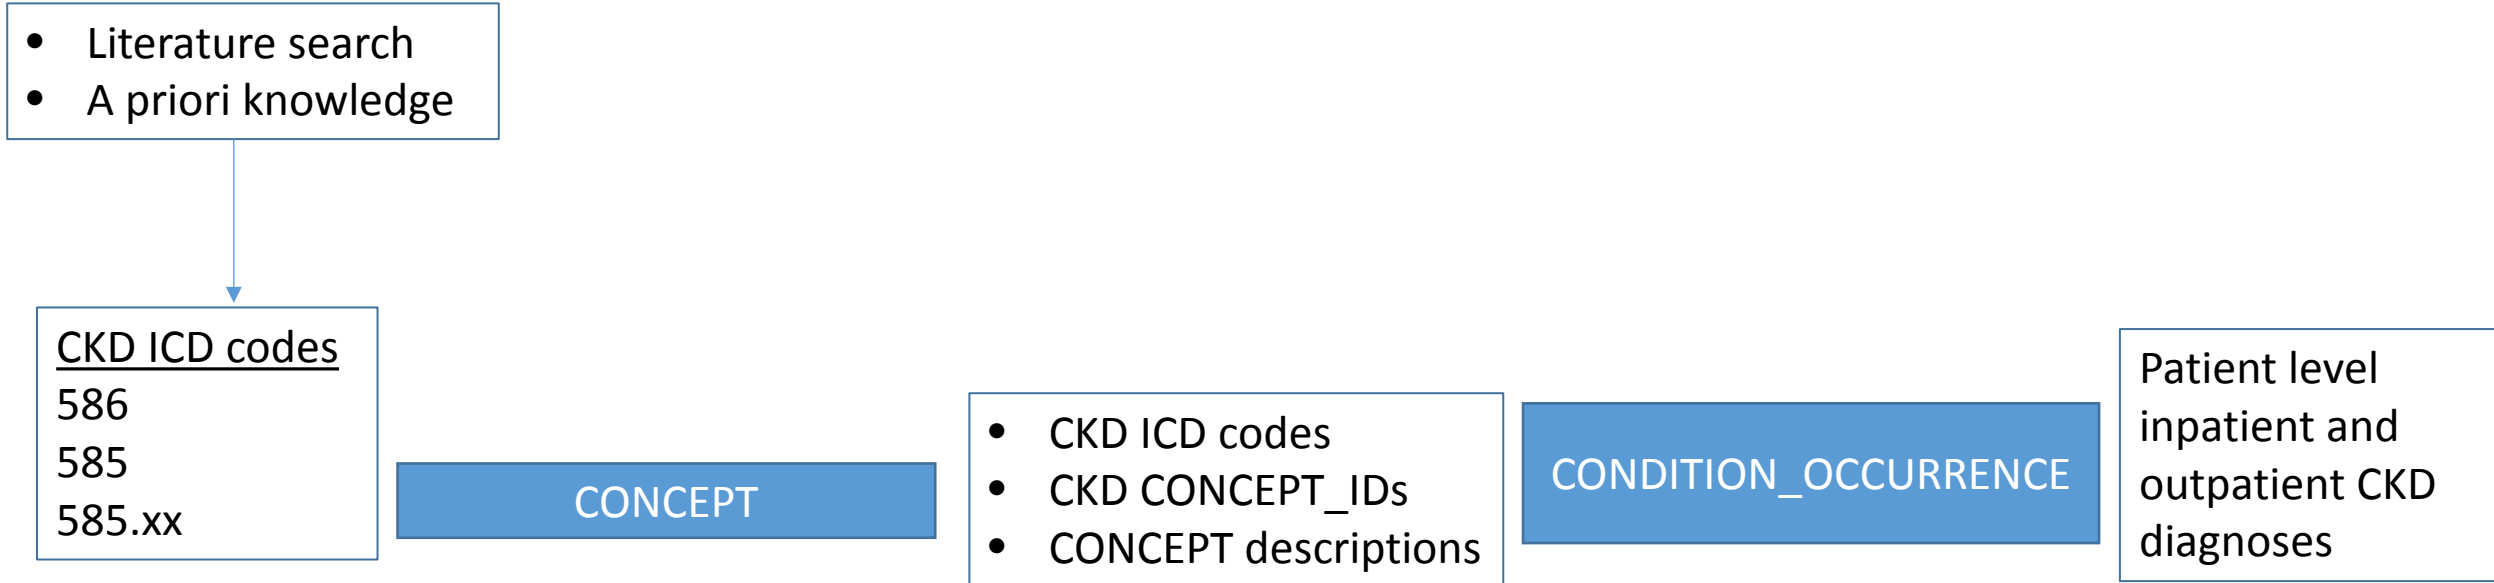 • Literature search
• A priori knowledge
CKD ICD codes
586
585
585.xx
CONCEPT
• CKD ICD codes
• CKD CONCEPT_IDs
• CONCEPT descriptions
CONDITION_OCCURRENCE
Patient level
inpatient and
outpatient CKD
diagnoses